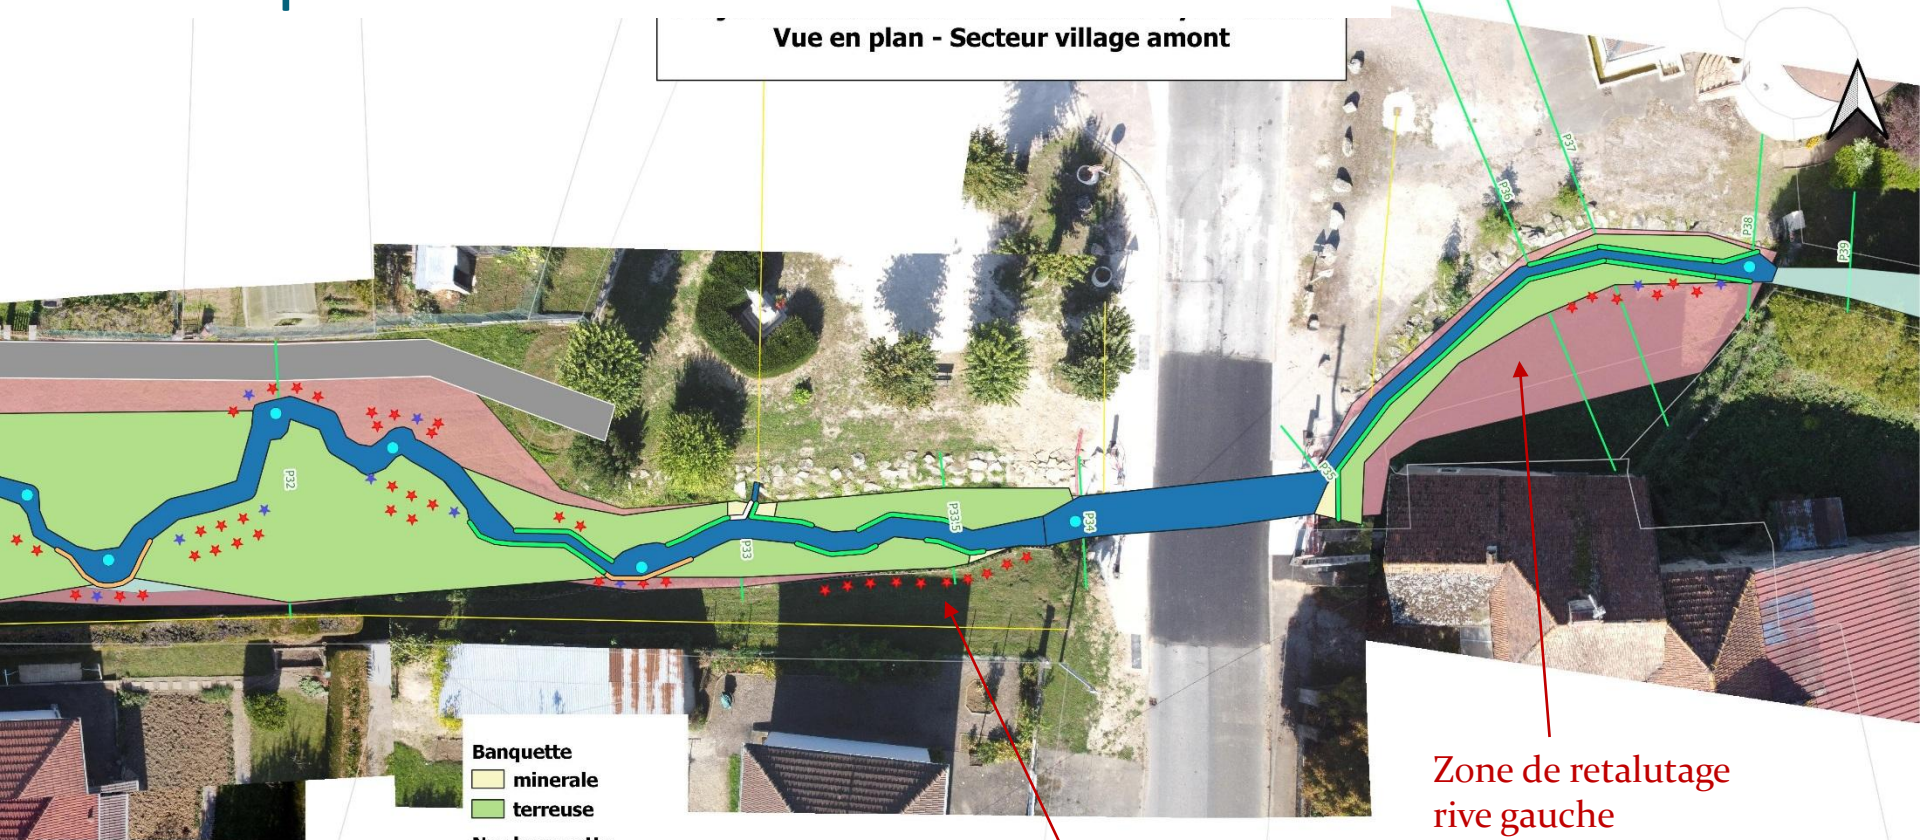 Vue en plan - Secteur village amont
P37
P36
P38
P39
P35
P32
P33
P33.5
P34
Banquette
minerale
terreuse
Zone de retalutage
rive gauche